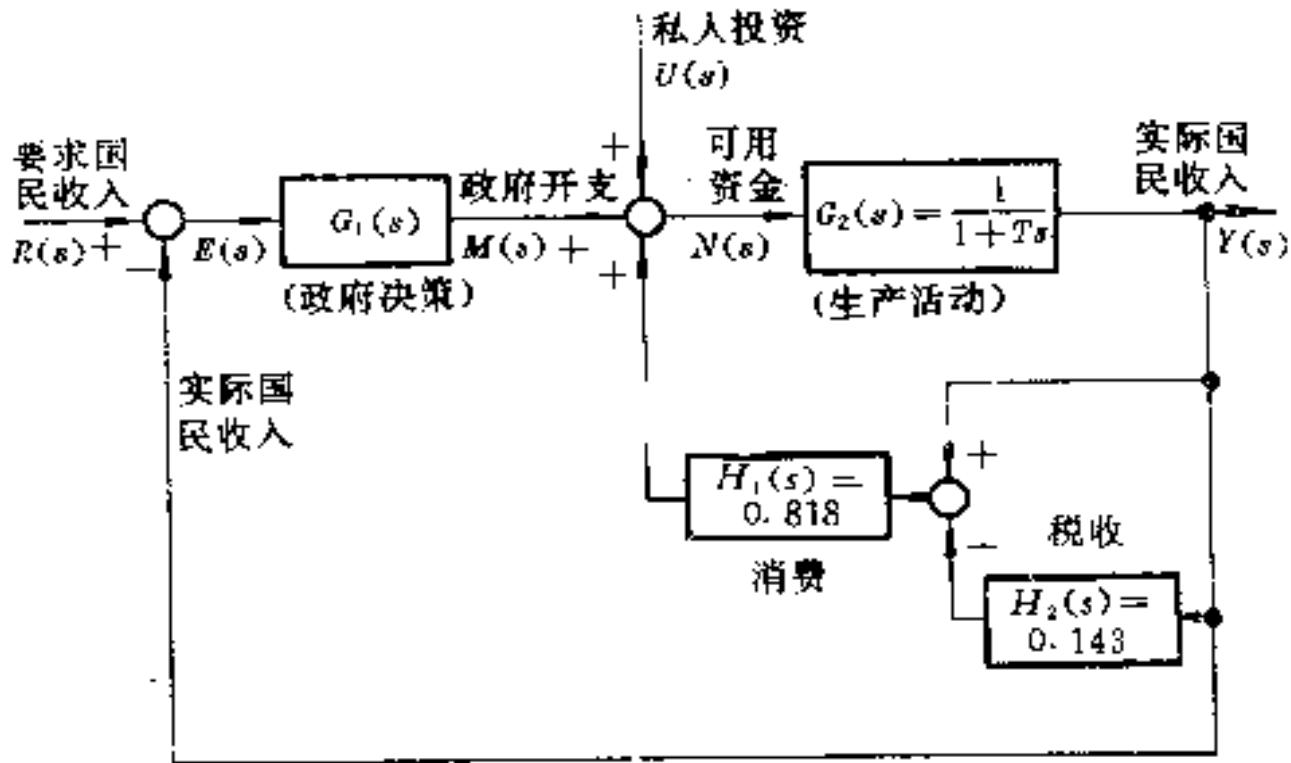 私人投资
U(s)
要求国
民收入
R(s)
+
−
E(s)
G₁(s)
(政府决策)
政府开支
M(s)
+
+
+
可用
资金
N(s)
G₂(s)=1/(1+Ts)
(生产活动)
实际国
民收入
Y(s)
实际国
民收入
H₁(s)=
0.818
消费
+
−
税收
H₂(s)=
0.143